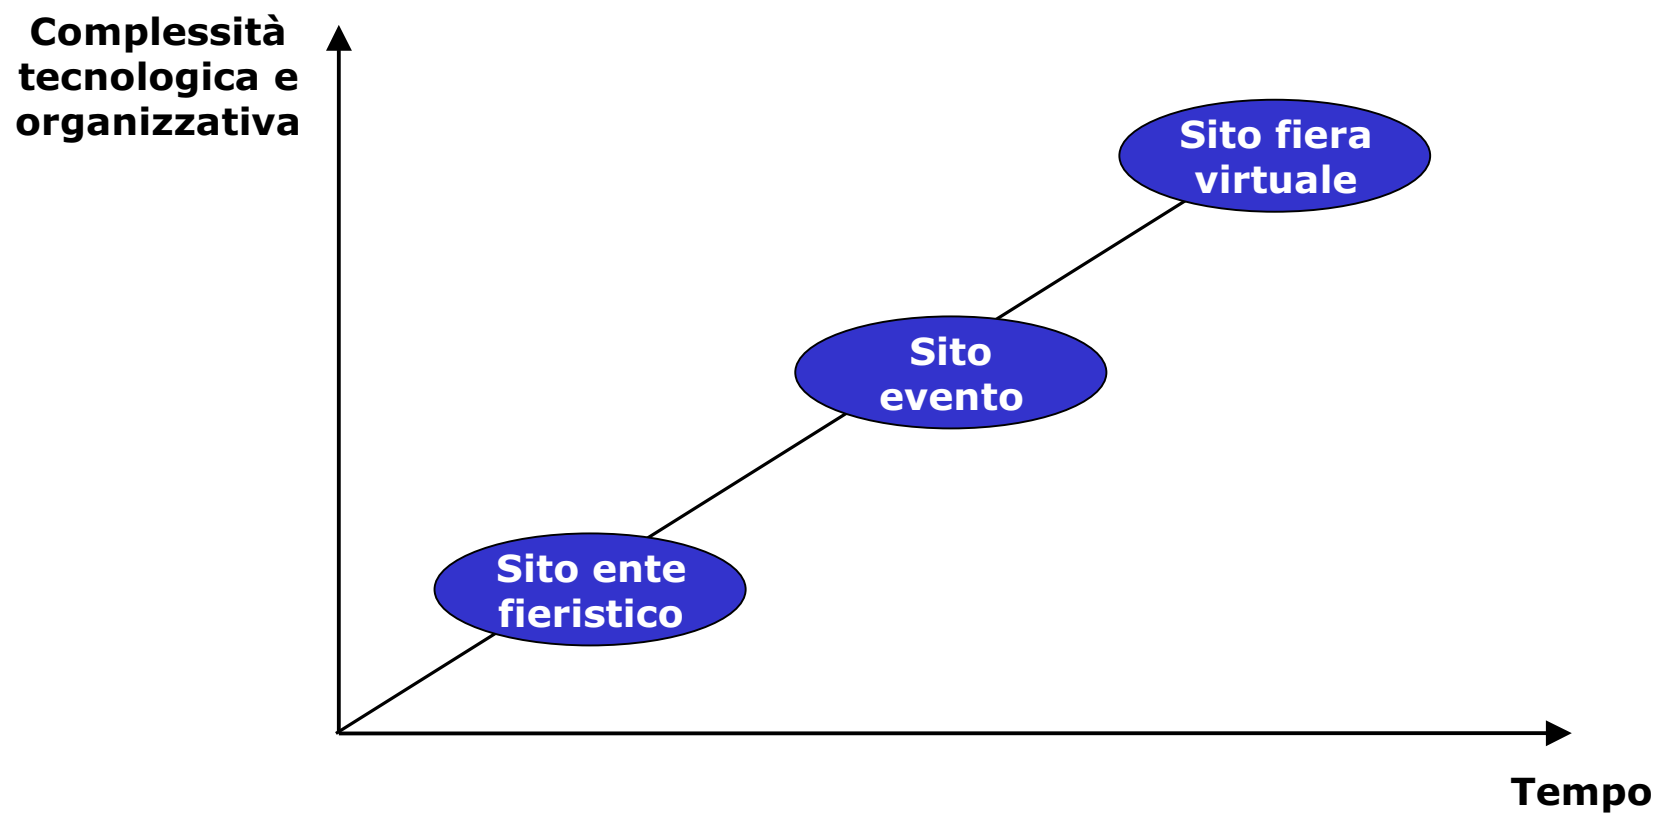 Complessità
tecnologica e
organizzativa
Sito fiera
virtuale
Sito
evento
Sito ente
fieristico
Tempo